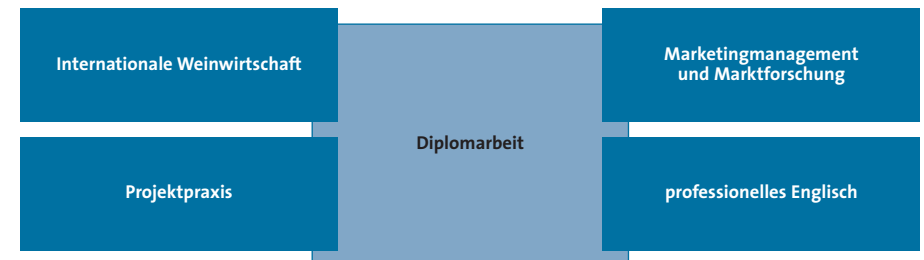 Internationale Weinwirtschaft
Marketingmanagement
und Marktforschung
Diplomarbeit
Projektpraxis
professionelles Englisch